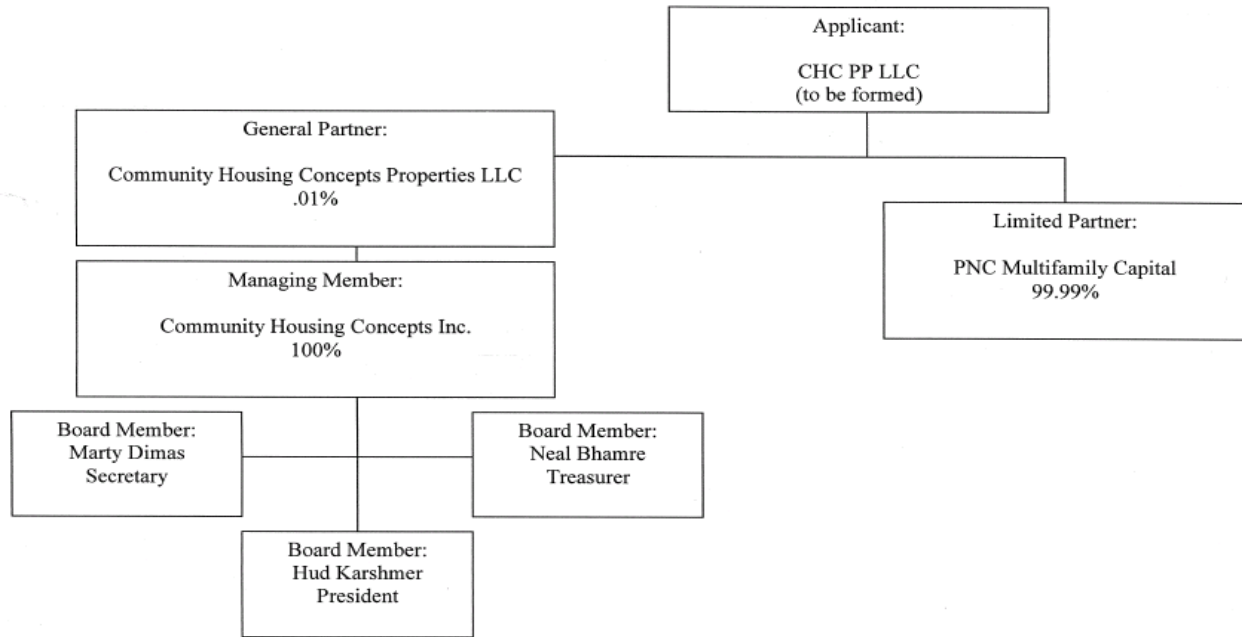 Applicant:
CHC PP LLC
(to be formed)
General Partner:
Community Housing Concepts Properties LLC
.01%
Limited Partner:
PNC Multifamily Capital
99.99%
Managing Member:
Community Housing Concepts Inc.
100%
Board Member:
Marty Dimas
Secretary
Board Member:
Neal Bhamre
Treasurer
Board Member:
Hud Karshmer
President